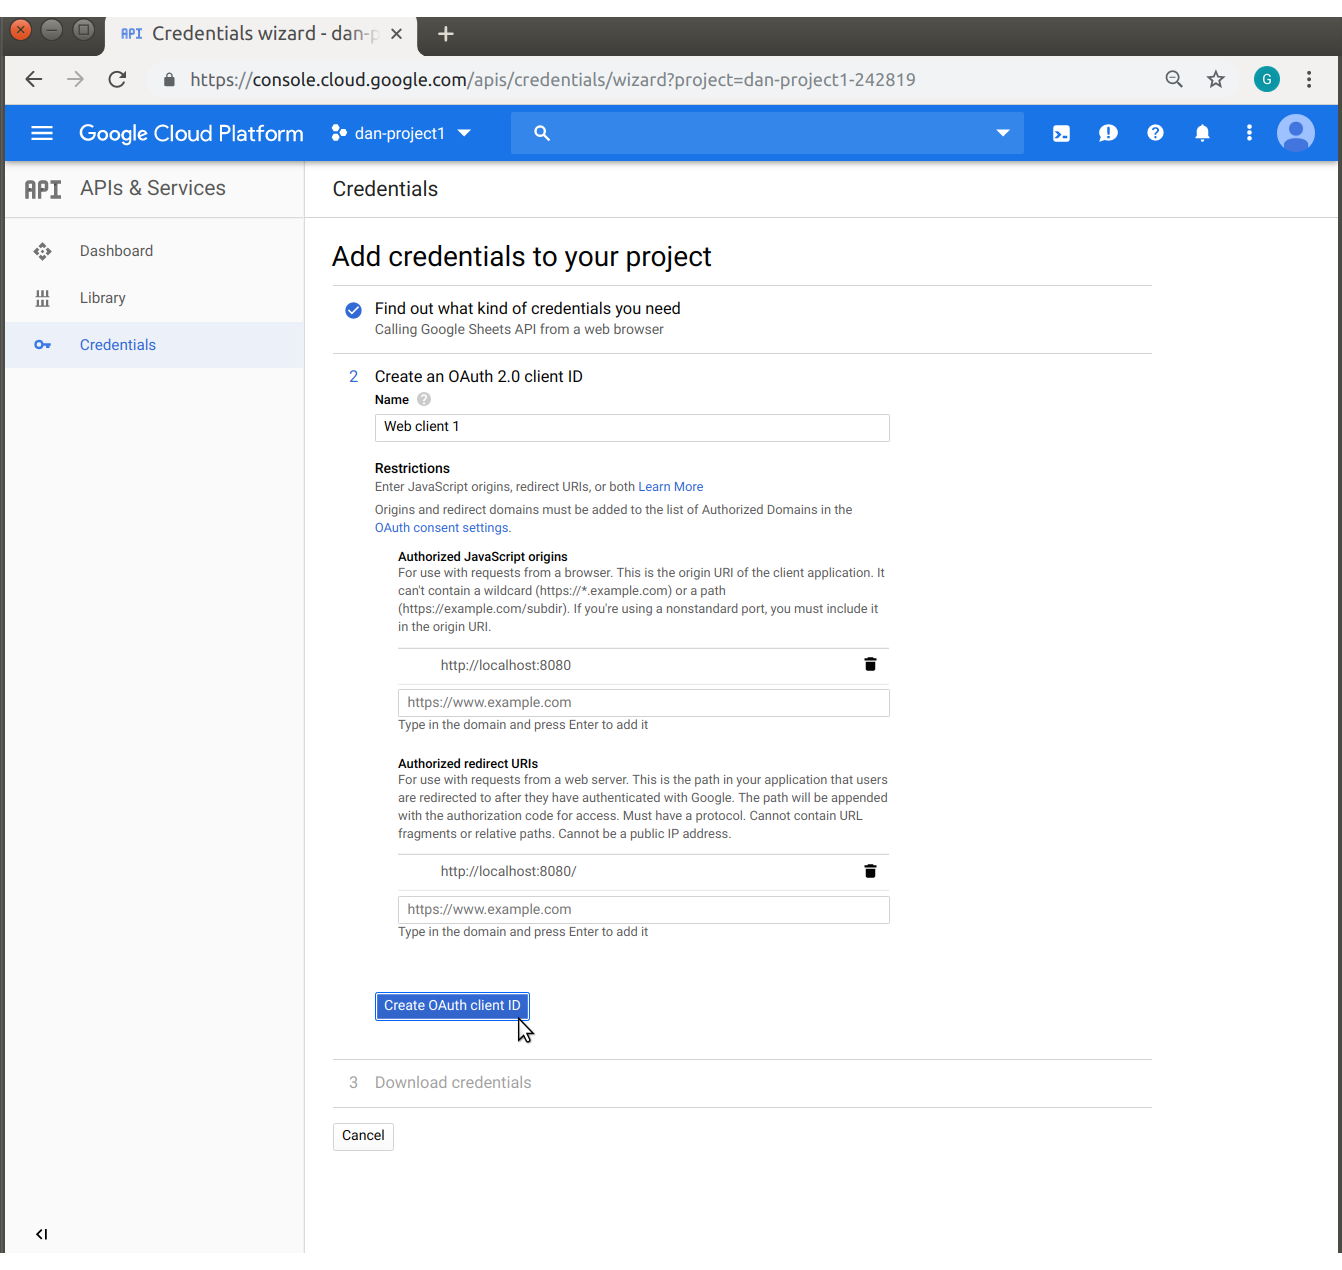 API Credentials wizard - dan-p
https://console.cloud.google.com/apis/credentials/wizard?project=dan-project1-242819
G
Google Cloud Platform
dan-project1
API APIs & Services
Credentials
Dashboard
Library
Credentials
Add credentials to your project
Find out what kind of credentials you need
Calling Google Sheets API from a web browser
2 Create an OAuth 2.0 client ID
Name ?
Web client 1
Restrictions
Enter JavaScript origins, redirect URIs, or both Learn More
Origins and redirect domains must be added to the list of Authorized Domains in the
OAuth consent settings.
Authorized JavaScript origins
For use with requests from a browser. This is the origin URI of the client application. It
can't contain a wildcard (https://*.example.com) or a path
(https://example.com/subdir). If you're using a nonstandard port, you must include it
in the origin URI.
http://localhost:8080
https://www.example.com
Type in the domain and press Enter to add it
Authorized redirect URIs
For use with requests from a web server. This is the path in your application that users
are redirected to after they have authenticated with Google. The path will be appended
with the authorization code for access. Must have a protocol. Cannot contain URL
fragments or relative paths. Cannot be a public IP address.
http://localhost:8080/
https://www.example.com
Type in the domain and press Enter to add it
Create OAuth client ID
3 Download credentials
Cancel